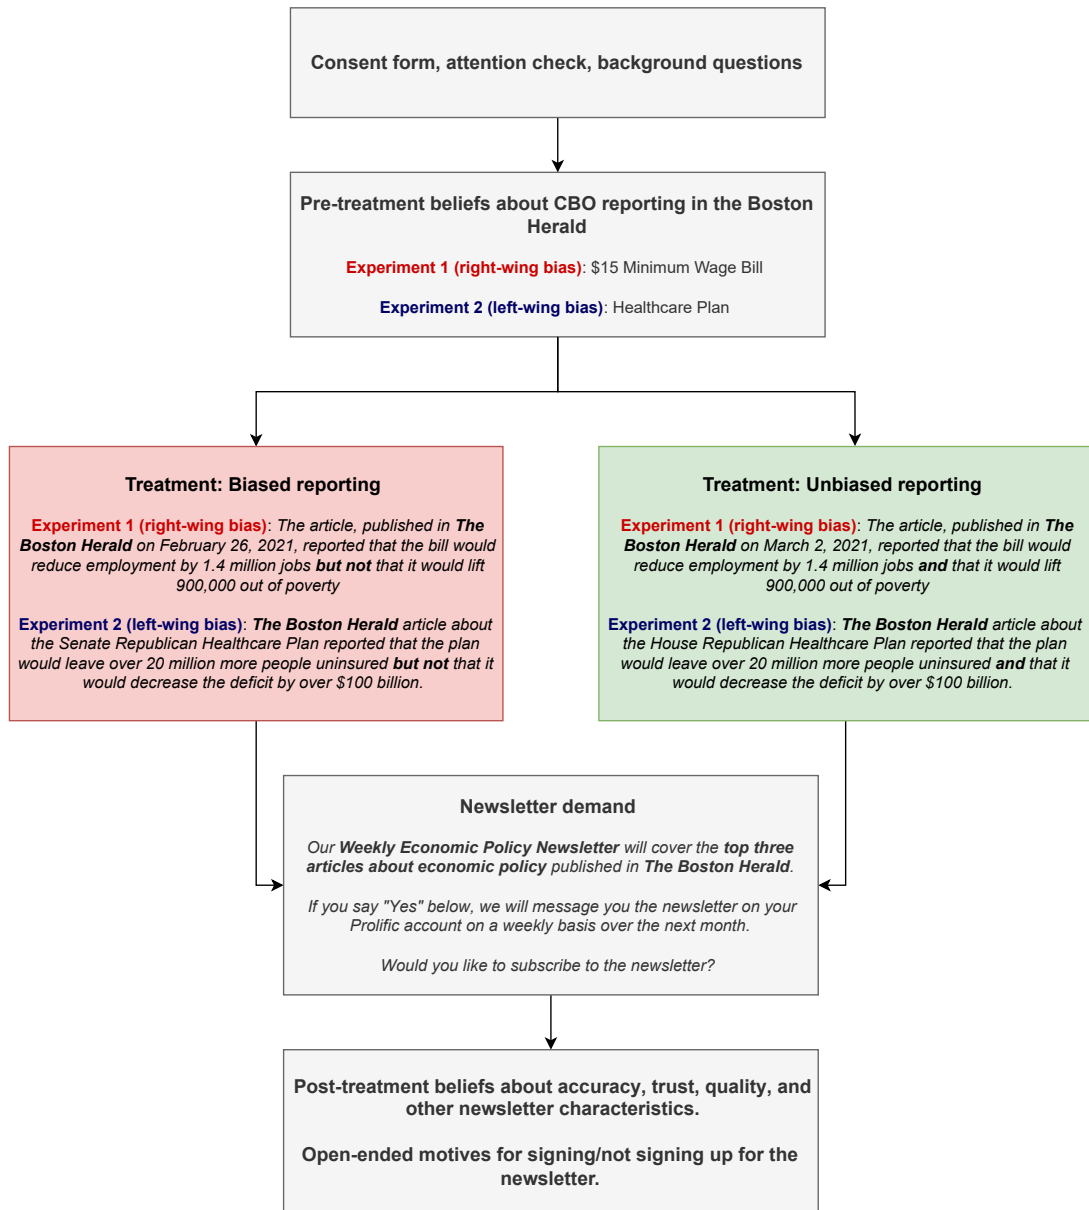 Consent form, attention check, background questions
Pre-treatment beliefs about CBO reporting in the Boston
Herald
Experiment 1 (right-wing bias): $15 Minimum Wage Bill
Experiment 2 (left-wing bias): Healthcare Plan
Treatment: Biased reporting
Experiment 1 (right-wing bias): The article, published in The
Boston Herald on February 26, 2021, reported that the bill would
reduce employment by 1.4 million jobs but not that it would lift
900,000 out of poverty
Experiment 2 (left-wing bias): The Boston Herald article about
the Senate Republican Healthcare Plan reported that the plan
would leave over 20 million more people uninsured but not that it
would decrease the deficit by over $100 billion.
Treatment: Unbiased reporting
Experiment 1 (right-wing bias): The article, published in The
Boston Herald on March 2, 2021, reported that the bill would
reduce employment by 1.4 million jobs and that it would lift
900,000 out of poverty
Experiment 2 (left-wing bias): The Boston Herald article about
the House Republican Healthcare Plan reported that the plan
would leave over 20 million more people uninsured and that it
would decrease the deficit by over $100 billion.
Newsletter demand
Our Weekly Economic Policy Newsletter will cover the top three
articles about economic policy published in The Boston Herald.
If you say "Yes" below, we will message you the newsletter on your
Prolific account on a weekly basis over the next month.
Would you like to subscribe to the newsletter?
Post-treatment beliefs about accuracy, trust, quality, and
other newsletter characteristics.
Open-ended motives for signing/not signing up for the
newsletter.